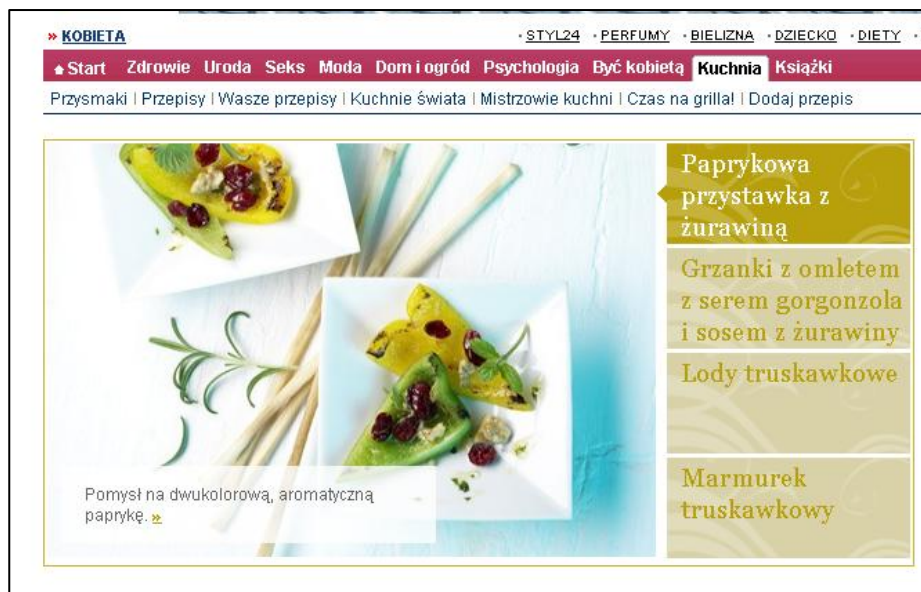 » KOBIETA · STYL24 · PERFUMY · BIELIZNA · DZIECKO · DIETY ·
Start Zdrowie Uroda Seks Moda Dom i ogród Psychologia Być kobietą Kuchnia Książki
Przysmaki | Przepisy | Wasze przepisy | Kuchnie świata | Mistrzowie kuchni | Czas na grilla! | Dodaj przepis
Paprykowa
przystawka z
żurawiną
Grzanki z omletem
z serem gorgonzola
i sosem z żurawiny
Lody truskawkowe
Marmurek
truskawkowy
Pomysł na dwukolorową, aromatyczną
paprykę. »